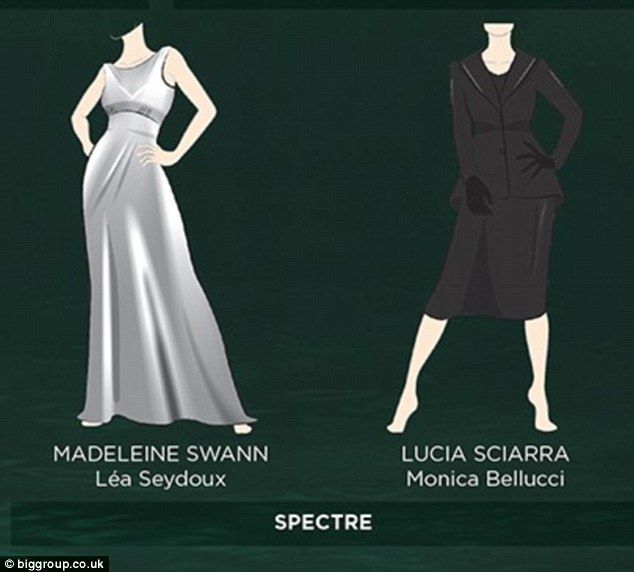 MADELEINE SWANN
Léa Seydoux
LUCIA SCIARRA
Monica Bellucci
SPECTRE
© biggroup.co.uk